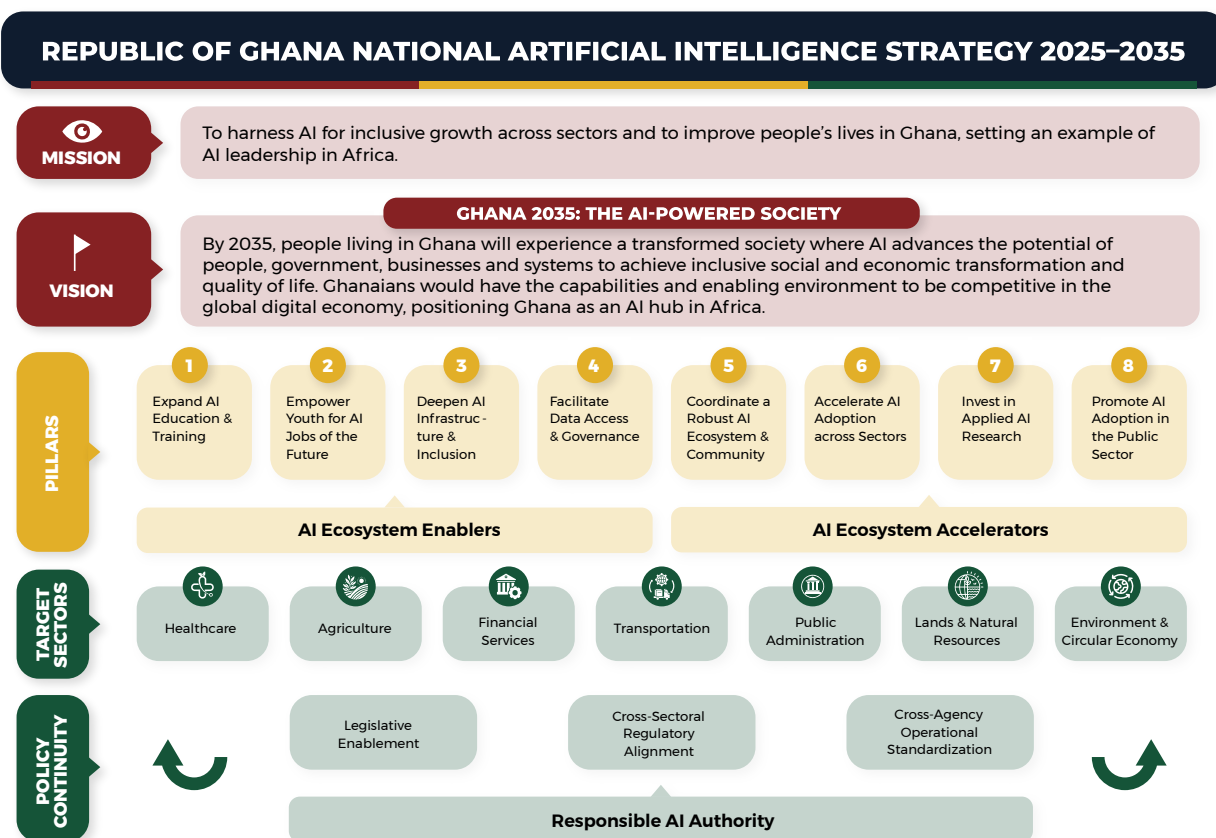 REPUBLIC OF GHANA NATIONAL ARTIFICIAL INTELLIGENCE STRATEGY 2025–2035
MISSION
To harness AI for inclusive growth across sectors and to improve people's lives in Ghana, setting an example of
AI leadership in Africa.
VISION
GHANA 2035: THE AI-POWERED SOCIETY
By 2035, people living in Ghana will experience a transformed society where AI advances the potential of
people, government, businesses and systems to achieve inclusive social and economic transformation and
quality of life. Ghanaians would have the capabilities and enabling environment to be competitive in the
global digital economy, positioning Ghana as an AI hub in Africa.
PILLARS
1
Expand AI
Education &
Training
2
Empower
Youth for AI
Jobs of the
Future
3
Deepen AI
Infrastruc-
ture &
Inclusion
4
Facilitate
Data Access
& Governance
5
Coordinate a
Robust AI
Ecosystem &
Community
6
Accelerate AI
Adoption
across Sectors
7
Invest in
Applied AI
Research
8
Promote AI
Adoption in
the Public
Sector
AI Ecosystem Enablers
AI Ecosystem Accelerators
TARGET
SECTORS
Healthcare
Agriculture
Financial
Services
Transportation
Public
Administration
Lands & Natural
Resources
Environment &
Circular Economy
POLICY
CONTINUITY
Legislative
Enablement
Cross-Sectoral
Regulatory
Alignment
Cross-Agency
Operational
Standardization
Responsible AI Authority